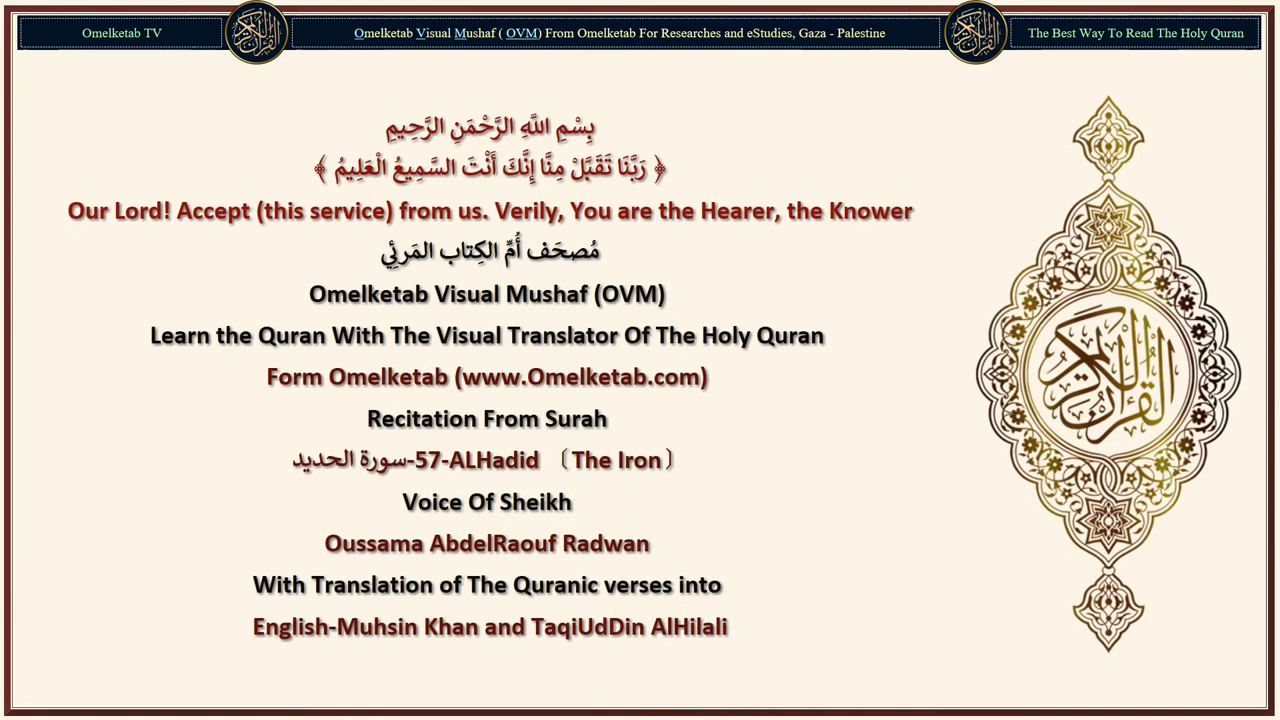 Omelketab TV
Omelketab Visual Mushaf ( OVM) From Omelketab For Researches and eStudies, Gaza - Palestine
The Best Way To Read The Holy Quran
بِسْمِ اللَّهِ الرَّحْمَنِ الرَّحِيمِ
﴿ رَبَّنَا تَقَبَّلْ مِنَّا إِنَّكَ أَنْتَ السَّمِيعُ الْعَلِيمُ ﴾
Our Lord! Accept (this service) from us. Verily, You are the Hearer, the Knower
مُصحَف أُمِّ الكِتاب المَرئِي
Omelketab Visual Mushaf (OVM)
Learn the Quran With The Visual Translator Of The Holy Quran
Form Omelketab (www.Omelketab.com)
Recitation From Surah
سورة الحديد-57-ALHadid 〔The Iron〕
Voice Of Sheikh
Oussama AbdelRaouf Radwan
With Translation of The Quranic verses into
English-Muhsin Khan and TaqiUdDin AlHilali
القرآن الكريم